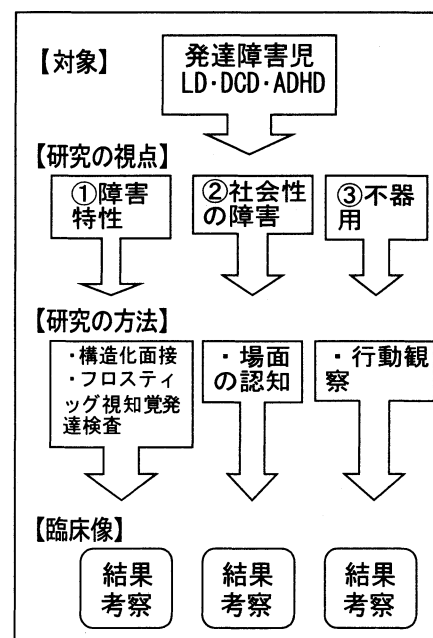 【対象】
発達障害児
LD・DCD・ADHD
【研究の視点】
①障害
特性
②社会性
の障害
③不器
用
【研究の方法】
・構造化面接
・フロスティ
ッグ視知覚発
達検査
・場面
の認知
・行動観
察
【臨床像】
結果
考察
結果
考察
結果
考察